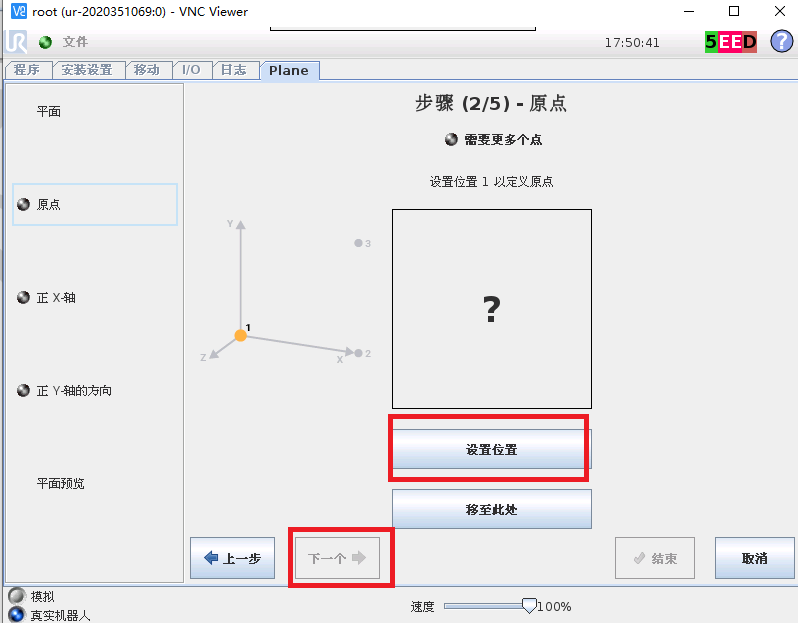 V2 root (ur-2020351069:0) - VNC Viewer
UR 文件 17:50:41 5EED ?
程序 安装设置 移动 I/O 日志 Plane
步骤 (2/5) - 原点
平面
需要更多个点
设置位置 1 以定义原点
原点
Y
3
?
正 X-轴
1
2
Z
X
正 Y-轴的方向
设置位置
平面预览
移至此处
上一步 下一个 结束 取消
模拟
速度 100%
真实机器人